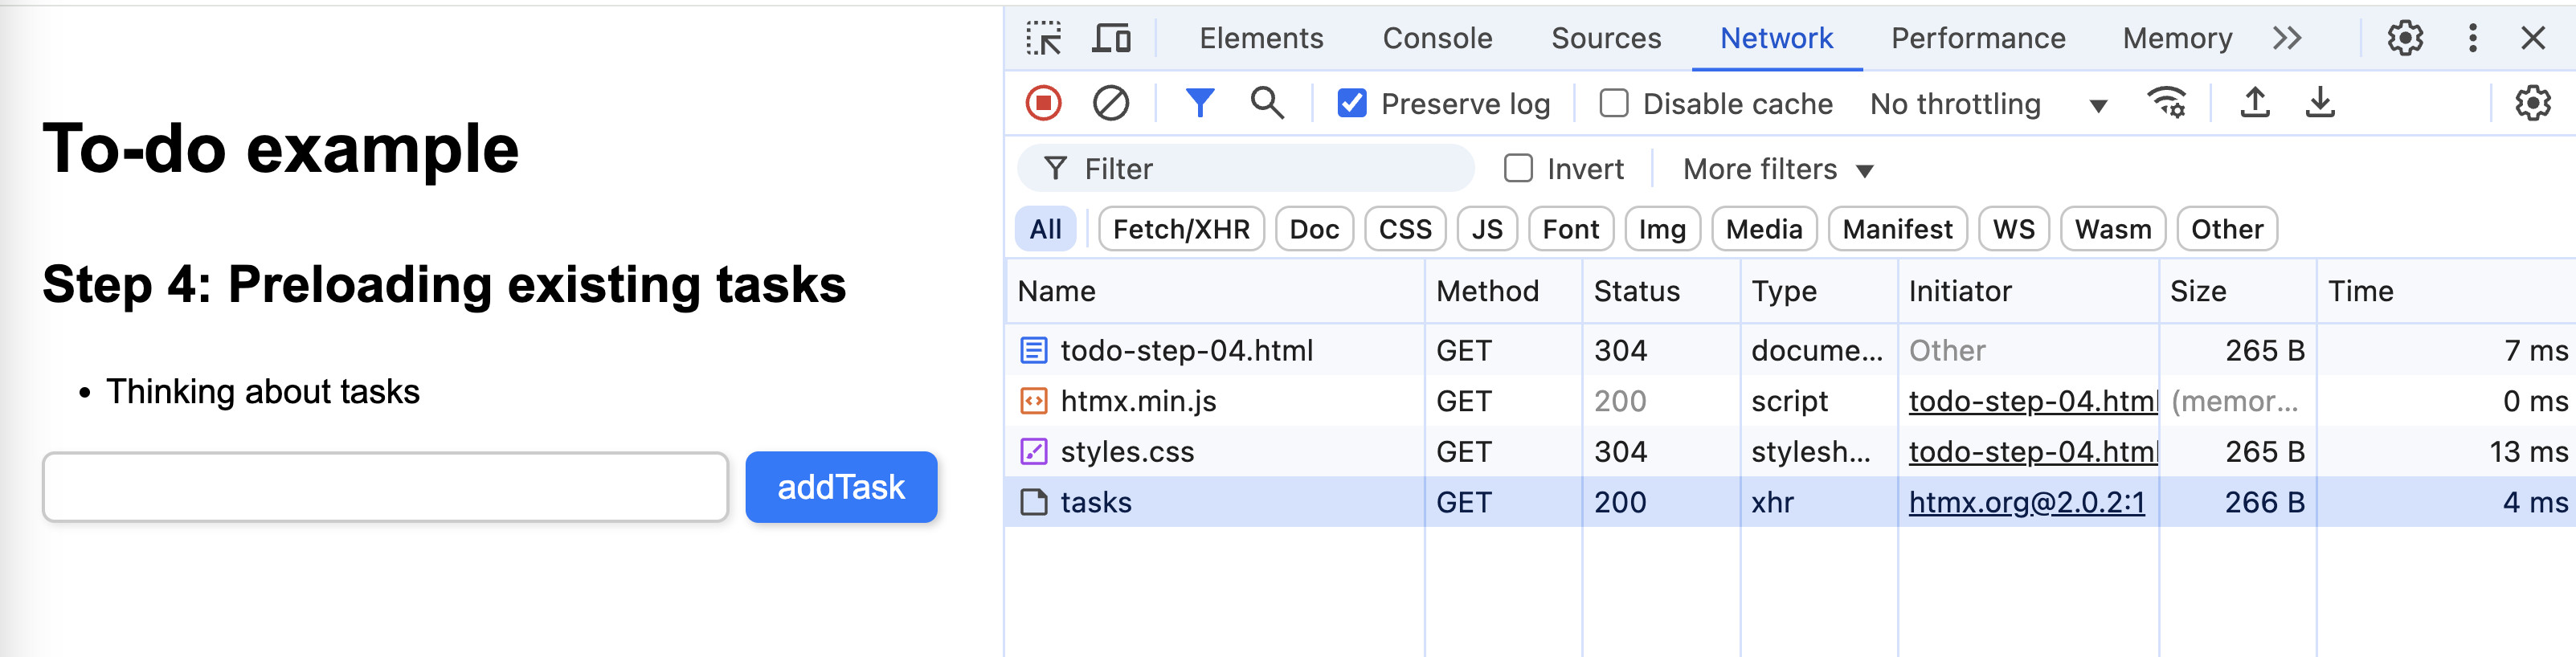 To-do example
Step 4: Preloading existing tasks
• Thinking about tasks
addTask
Elements Console Sources Network Performance Memory
Preserve log Disable cache No throttling
Filter Invert More filters
All Fetch/XHR Doc CSS JS Font Img Media Manifest WS Wasm Other
Name Method Status Type Initiator Size Time
todo-step-04.html GET 304 docume... Other 265 B 7 ms
htmx.min.js GET 200 script todo-step-04.html (memor... 0 ms
styles.css GET 304 stylesh... todo-step-04.html 265 B 13 ms
tasks GET 200 xhr htmx.org@2.0.2:1 266 B 4 ms